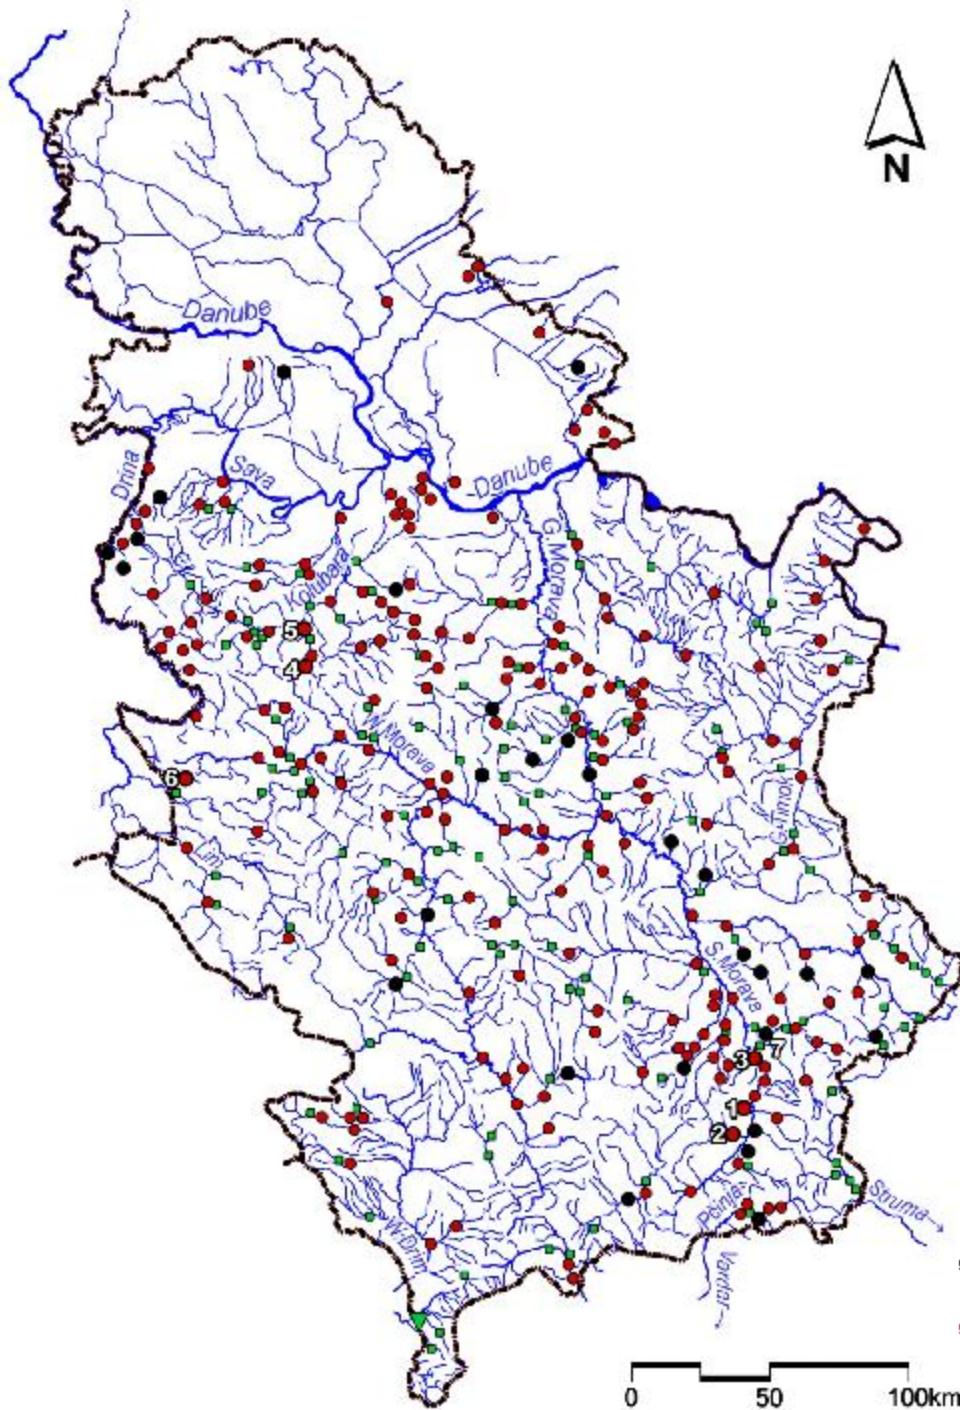 N
Danube
Drina
Sava
Danube
G.Morava
Kolubara
5
4
W.Morava
6
Lim
S.Morava
7
3
1
2
Pčinja
Struma
W.Drim
Vardar
0 50 100km